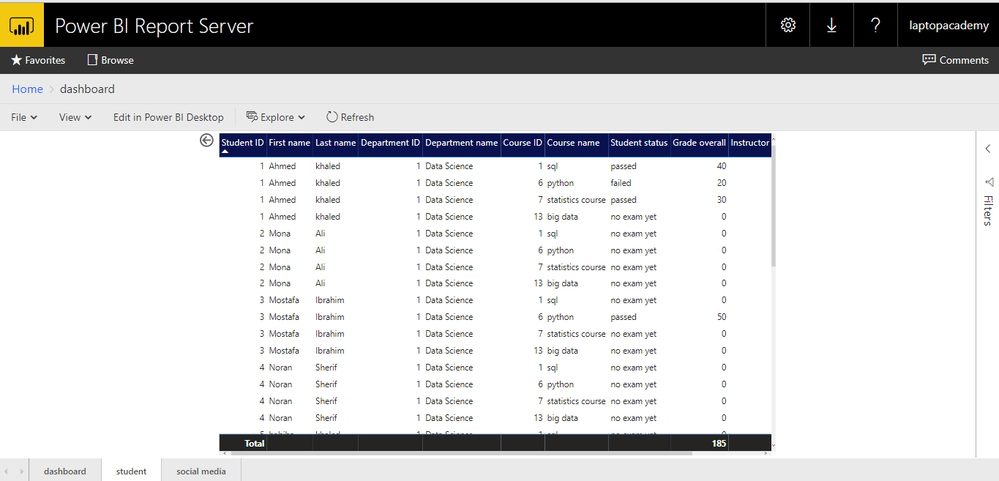 Power BI Report Server laptopacademy
Favorites Browse Comments
Home dashboard
File View Edit in Power BI Desktop Explore Refresh
Student ID First name Last name Department ID Department name Course ID Course name Student status Grade overall Instructor
1 Ahmed khaled 1 Data Science 1 sql passed 40
1 Ahmed khaled 1 Data Science 6 python failed 20
1 Ahmed khaled 1 Data Science 7 statistics course passed 30
1 Ahmed khaled 1 Data Science 13 big data no exam yet 0
2 Mona Ali 1 Data Science 1 sql no exam yet 0
2 Mona Ali 1 Data Science 6 python no exam yet 0
2 Mona Ali 1 Data Science 7 statistics course no exam yet 0
2 Mona Ali 1 Data Science 13 big data no exam yet 0
3 Mostafa Ibrahim 1 Data Science 1 sql no exam yet 0
3 Mostafa Ibrahim 1 Data Science 6 python passed 50
3 Mostafa Ibrahim 1 Data Science 7 statistics course no exam yet 0
3 Mostafa Ibrahim 1 Data Science 13 big data no exam yet 0
4 Noran Sherif 1 Data Science 1 sql no exam yet 0
4 Noran Sherif 1 Data Science 6 python no exam yet 0
4 Noran Sherif 1 Data Science 7 statistics course no exam yet 0
4 Noran Sherif 1 Data Science 13 big data no exam yet 0
Total 185
Filters
dashboard student social media